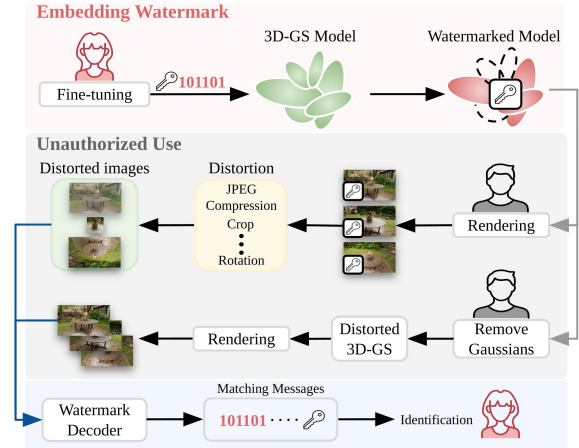 Embedding Watermark
3D-GS Model
Watermarked Model
Fine-tuning
101101
Unauthorized Use
Distorted images
Distortion
JPEG
Compression
Crop
Rotation
Rendering
Rendering
Distorted
3D-GS
Remove
Gaussians
Matching Messages
Watermark
Decoder
101101
Identification